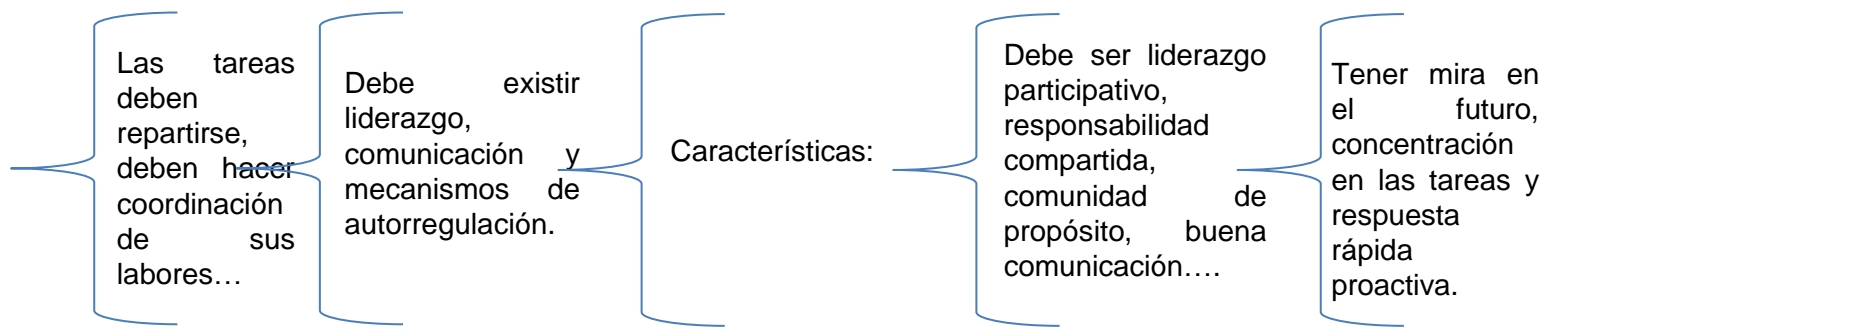 Las tareas
deben
repartirse,
deben hacer
coordinación
de sus
labores…
Debe existir
liderazgo,
comunicación y
mecanismos de
autorregulación.
Características:
Debe ser liderazgo
participativo,
responsabilidad
compartida,
comunidad de
propósito, buena
comunicación….
Tener mira en
el futuro,
concentración
en las tareas y
respuesta
rápida
proactiva.